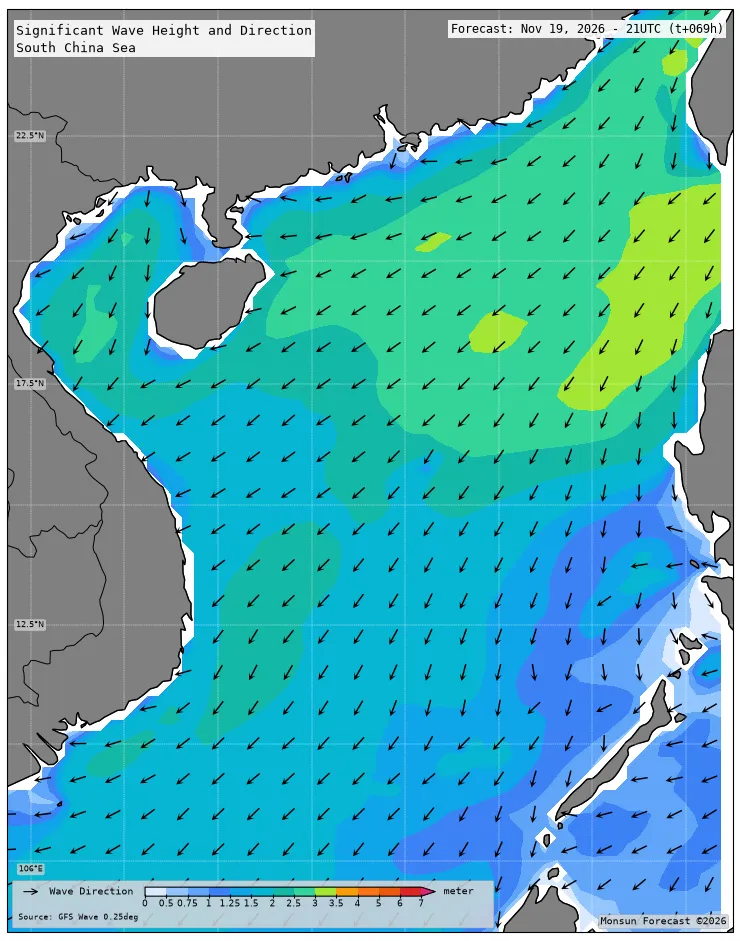 Significant Wave Height and Direction
South China Sea
Forecast: Nov 19, 2026 - 21UTC (t+069h)
22.5°N
17.5°N
12.5°N
106°E
Wave Direction
meter
0 0.5 0.75 1 1.25 1.5 2 2.5 3 3.5 4 5 6 7
Source: GFS Wave 0.25deg
Monsun Forecast ©2026